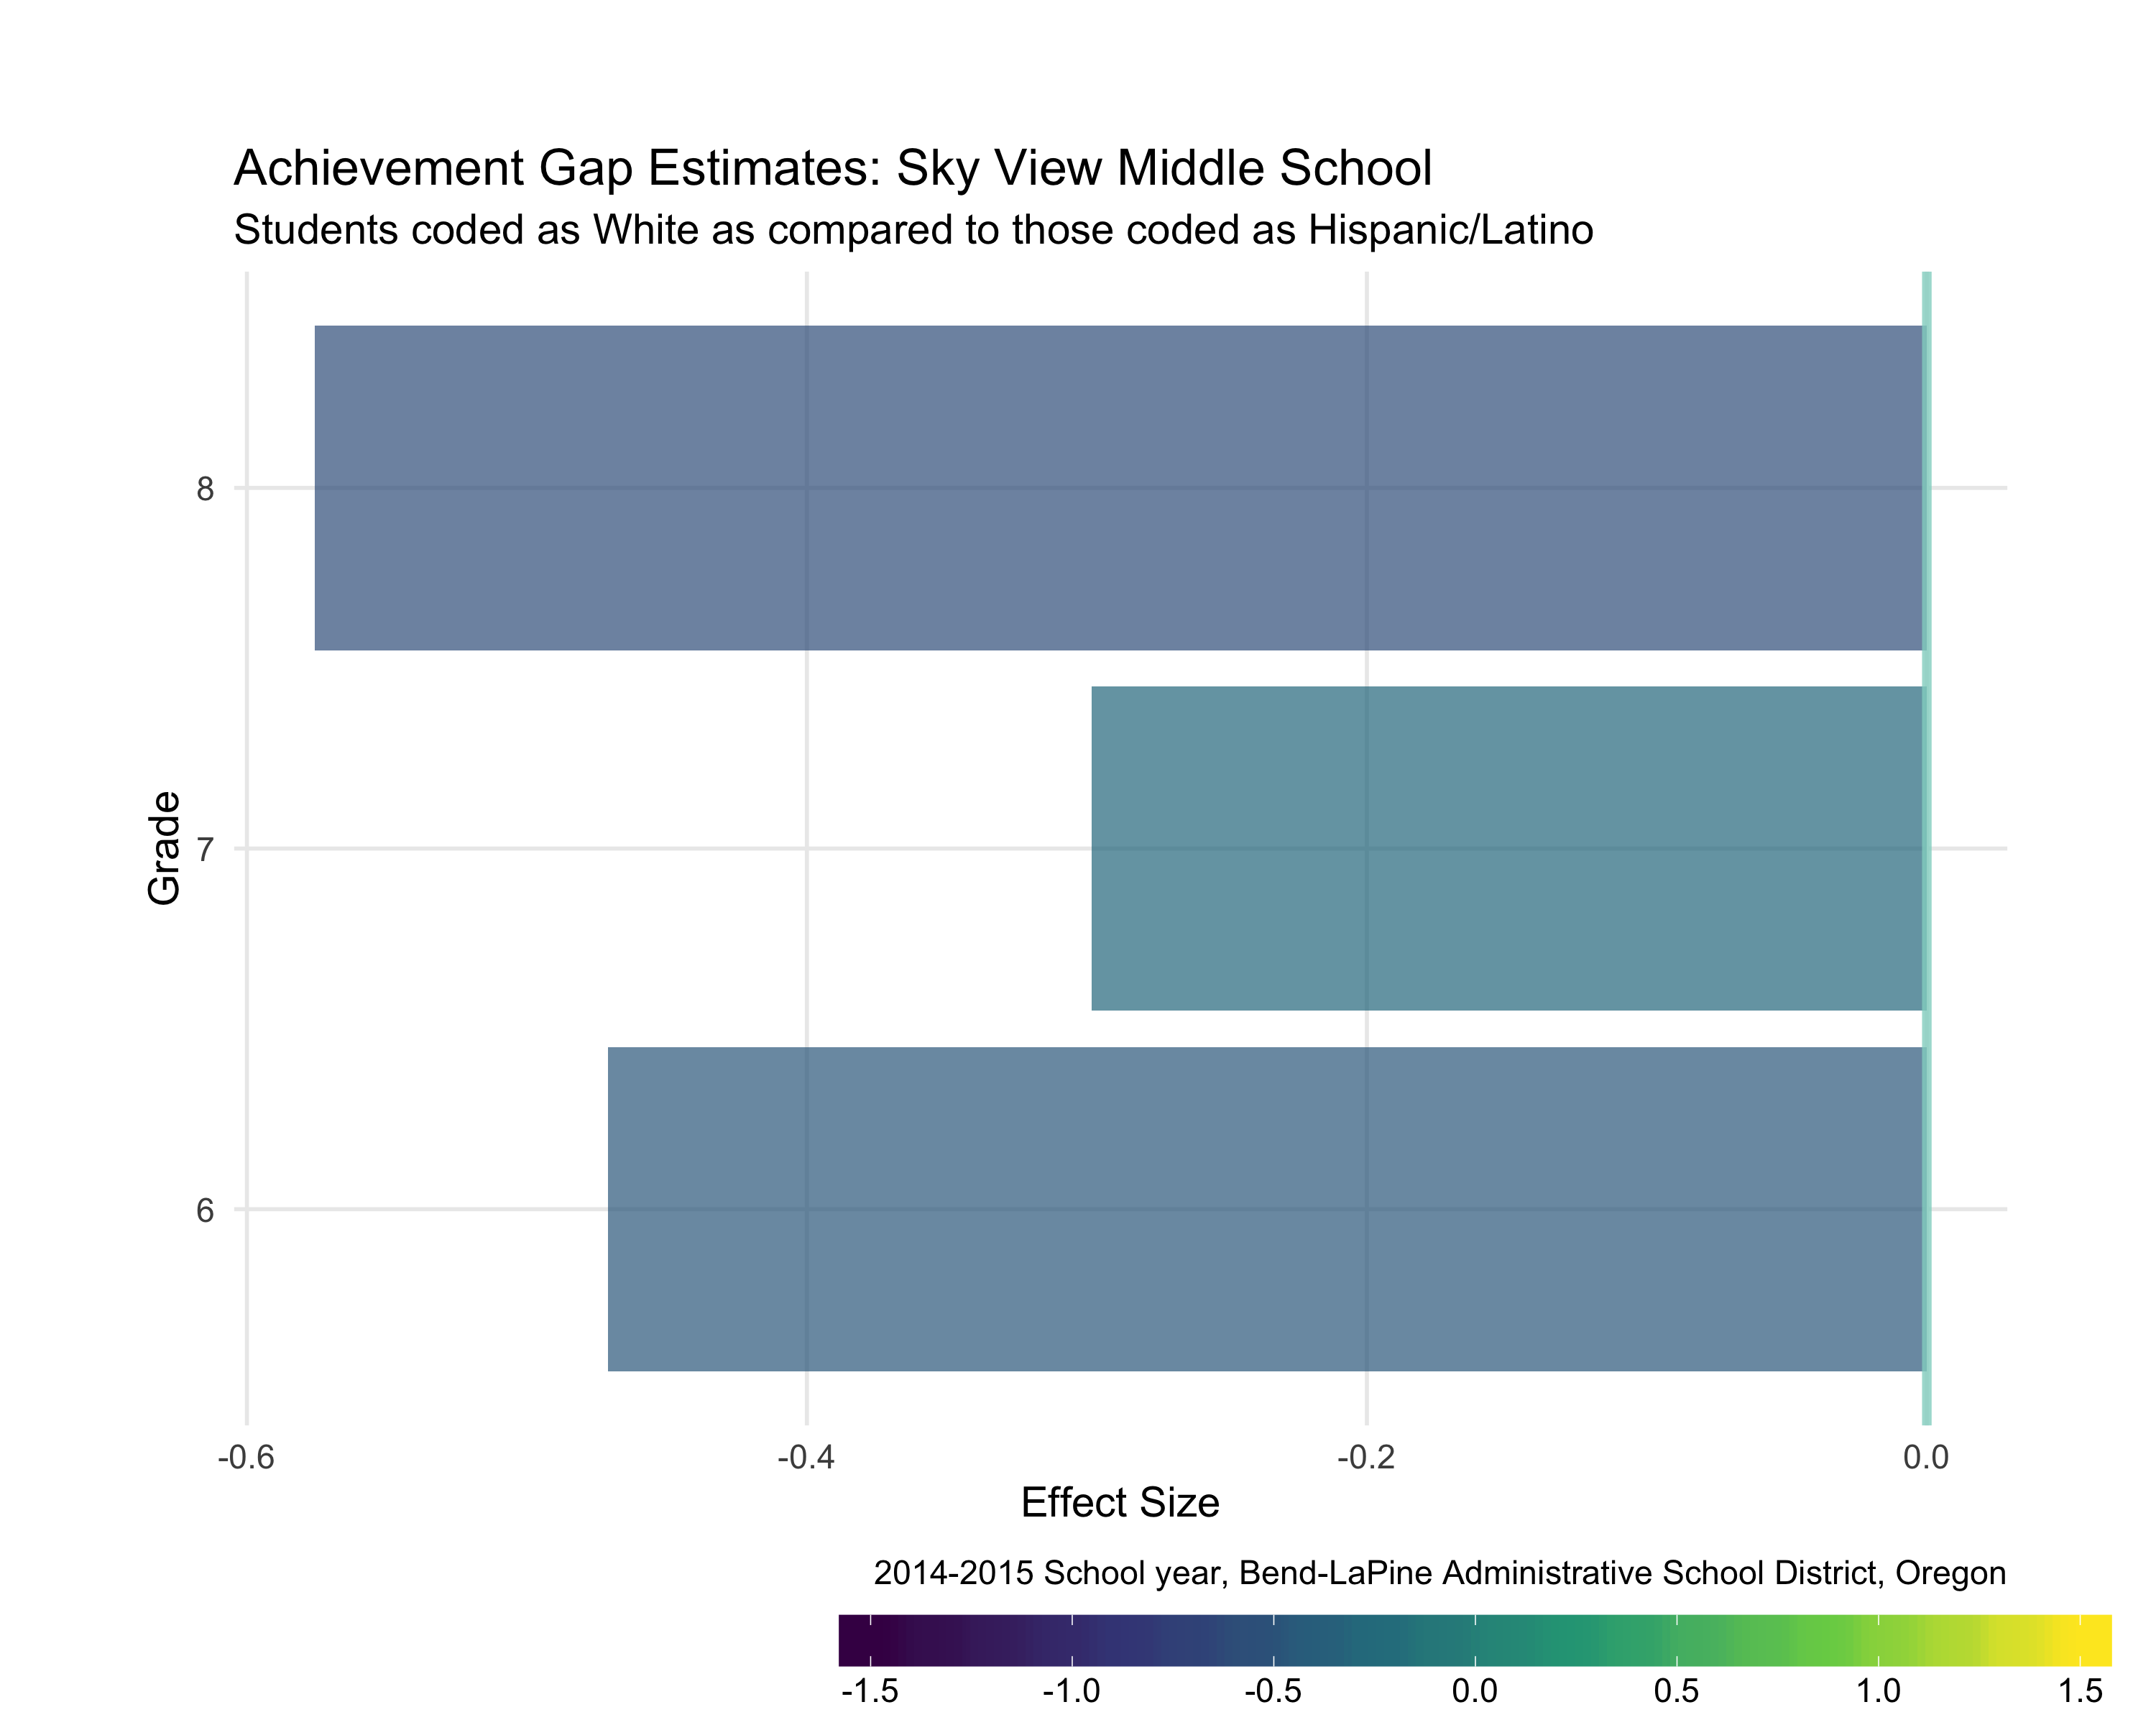 Achievement Gap Estimates: Sky View Middle School
Students coded as White as compared to those coded as Hispanic/Latino
8
7
6
Grade
-0.6 -0.4 -0.2 0.0
Effect Size
2014-2015 School year, Bend-LaPine Administrative School District, Oregon
-1.5 -1.0 -0.5 0.0 0.5 1.0 1.5